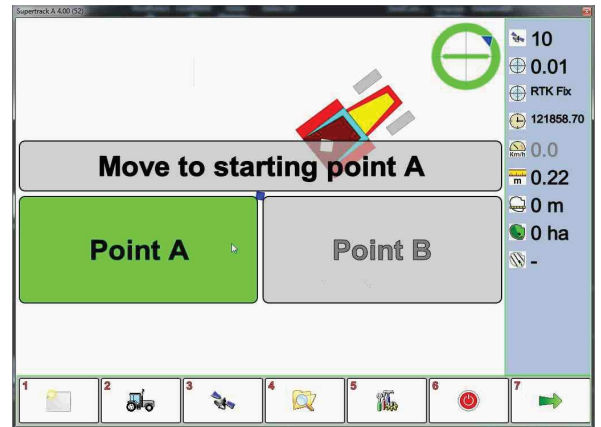 Supertrack A 4.00 (52)
10
0.01
RTK Fix
121858.70
Km/h 0.0
m 0.22
0 m
0 ha
-
Move to starting point A
Point A
Point B
1
2
3
4
5
6
7